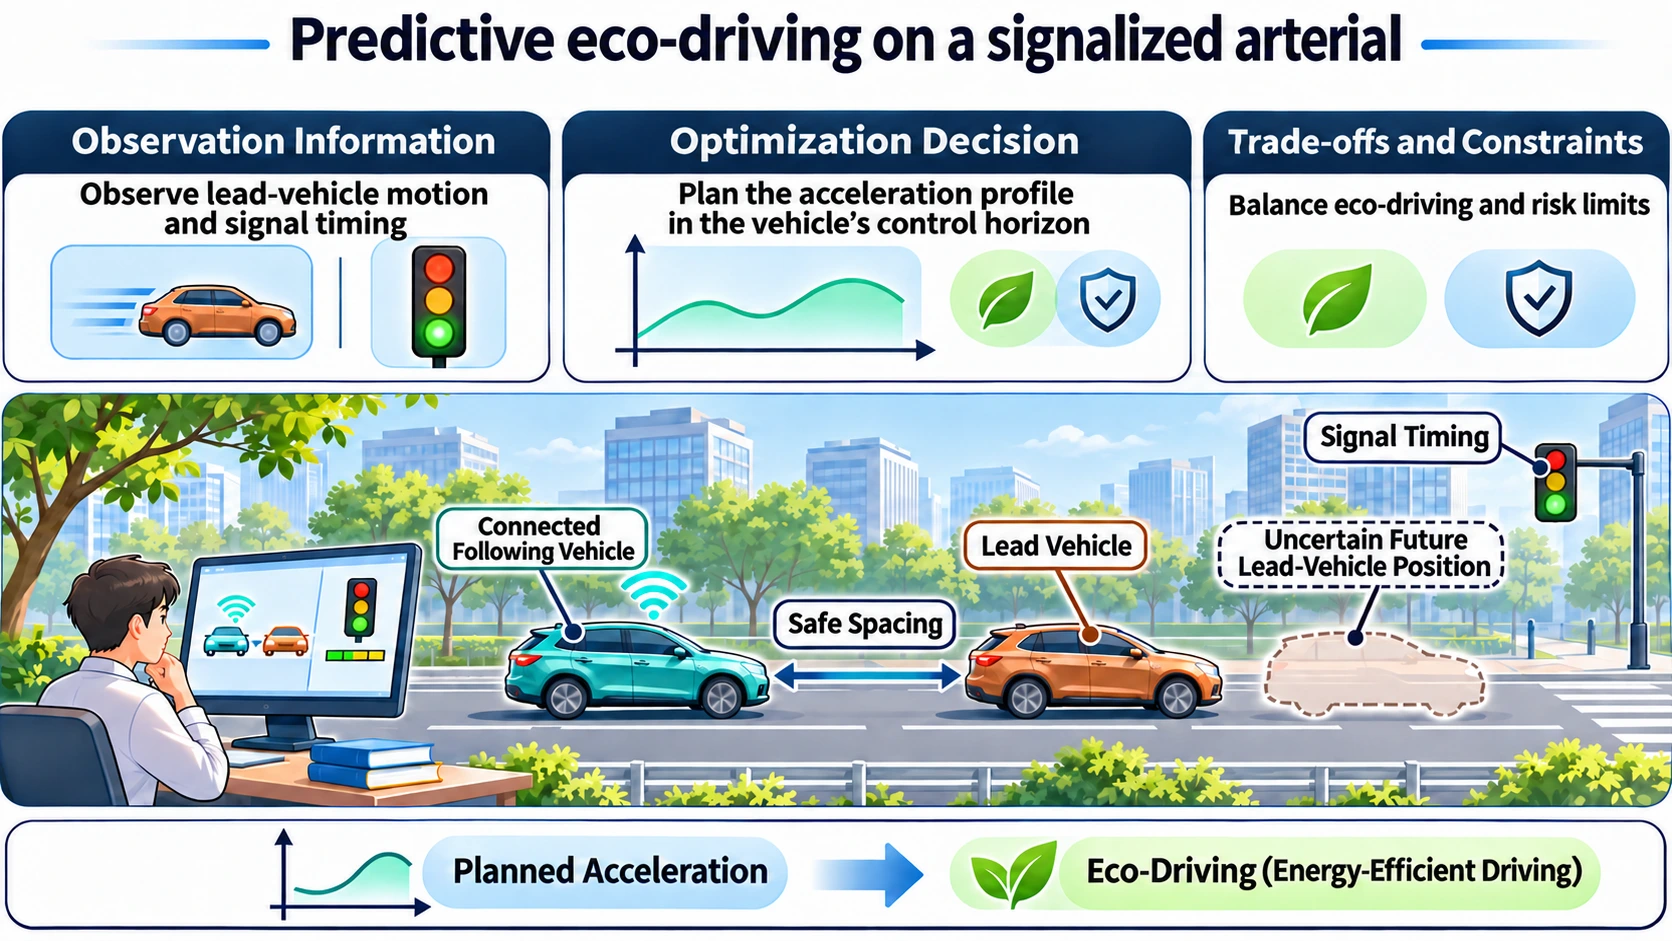 Predictive eco-driving on a signalized arterial
Observation Information
Observe lead-vehicle motion
and signal timing
Optimization Decision
Plan the acceleration profile
in the vehicle’s control horizon
Trade-offs and Constraints
Balance eco-driving and risk limits
Signal Timing
Connected
Following Vehicle
Lead Vehicle
Uncertain Future
Lead-Vehicle Position
Safe Spacing
Planned Acceleration
Eco-Driving (Energy-Efficient Driving)